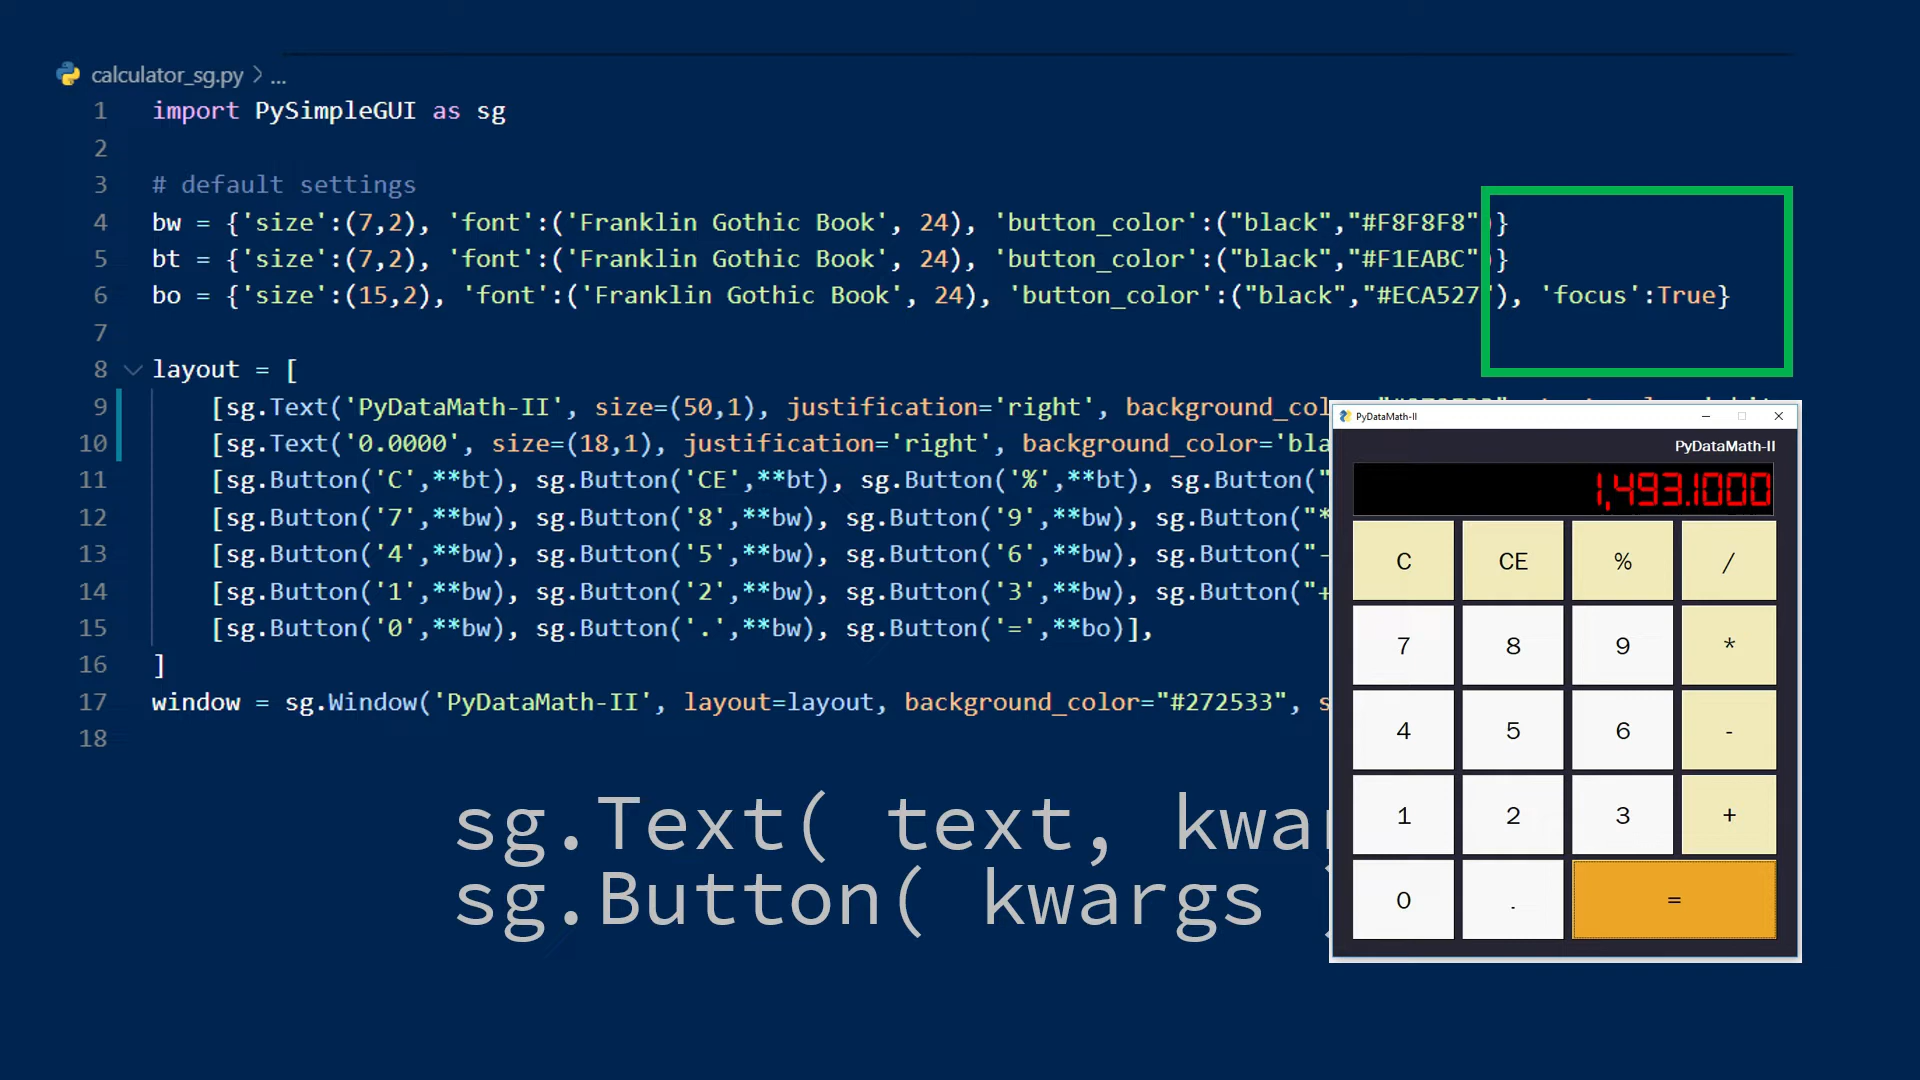 calculator_sg.py > ...
1 import PySimpleGUI as sg
2
3 # default settings
4 bw = {'size':(7,2), 'font':('Franklin Gothic Book', 24), 'button_color':("black","#F8F8F8")}
5 bt = {'size':(7,2), 'font':('Franklin Gothic Book', 24), 'button_color':("black","#F1EABC")}
6 bo = {'size':(15,2), 'font':('Franklin Gothic Book', 24), 'button_color':("black","#ECA527"), 'focus':True}
7
8 layout = [
9 [sg.Text('PyDataMath-II', size=(50,1), justification='right', background_col
10 [sg.Text('0.0000', size=(18,1), justification='right', background_color='bla
11 [sg.Button('C',**bt), sg.Button('CE',**bt), sg.Button('%',**bt), sg.Button("
12 [sg.Button('7',**bw), sg.Button('8',**bw), sg.Button('9',**bw), sg.Button("*
13 [sg.Button('4',**bw), sg.Button('5',**bw), sg.Button('6',**bw), sg.Button("-
14 [sg.Button('1',**bw), sg.Button('2',**bw), sg.Button('3',**bw), sg.Button("+
15 [sg.Button('0',**bw), sg.Button('.',**bw), sg.Button('=',**bo)],
16 ]
17 window = sg.Window('PyDataMath-II', layout=layout, background_color="#272533", s
18
sg.Text( text, kwar
sg.Button( kwargs
PyDataMath-II
PyDataMath-II
1,493.1000
C CE % /
7 8 9 *
4 5 6 -
1 2 3 +
0 . =